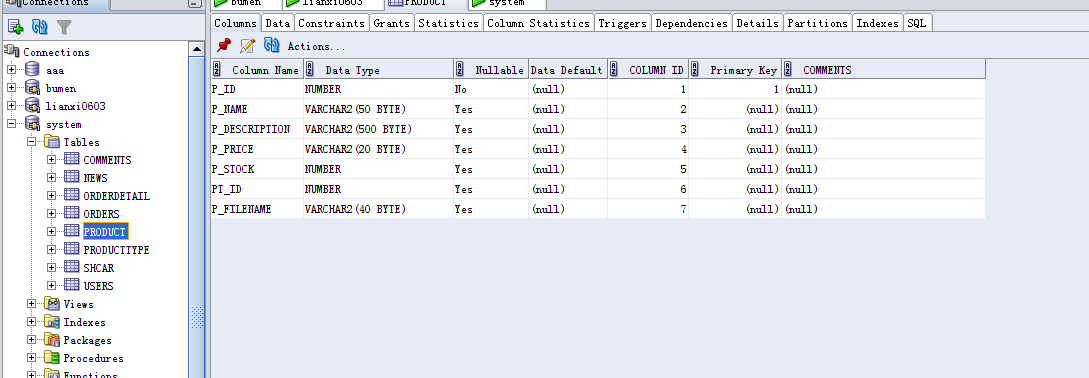 Connections
bumen
lianxi0603
PRODUCT
system
Columns Data Constraints Grants Statistics Column Statistics Triggers Dependencies Details Partitions Indexes SQL
Actions...
Connections
aaa
bumen
lianxi0603
system
Tables
COMMENTS
NEWS
ORDERDETAIL
ORDERS
PRODUCT
PRODUCTTYPE
SHCAR
USERS
Views
Indexes
Packages
Procedures
Functions
Column Name Data Type Nullable Data Default COLUMN ID Primary Key COMMENTS
P_ID NUMBER No (null) 1 1 (null)
P_NAME VARCHAR2(50 BYTE) Yes (null) 2 (null) (null)
P_DESCRIPTION VARCHAR2(500 BYTE) Yes (null) 3 (null) (null)
P_PRICE VARCHAR2(20 BYTE) Yes (null) 4 (null) (null)
P_STOCK NUMBER Yes (null) 5 (null) (null)
PT_ID NUMBER Yes (null) 6 (null) (null)
P_FILENAME VARCHAR2(40 BYTE) Yes (null) 7 (null) (null)